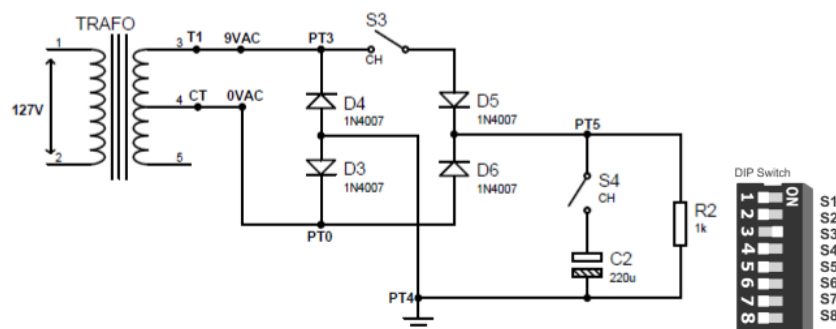 TRAFO
1
127V
2
3
T1
9VAC
4
CT
0VAC
5
PT3
S3
CH
D4
1N4007
D3
1N4007
PT0
D5
1N4007
D6
1N4007
PT5
S4
CH
C2
220u
R2
1k
PT4
DIP Switch
ON
1 S1
2 S2
3 S3
4 S4
5 S5
6 S6
7 S7
8 S8